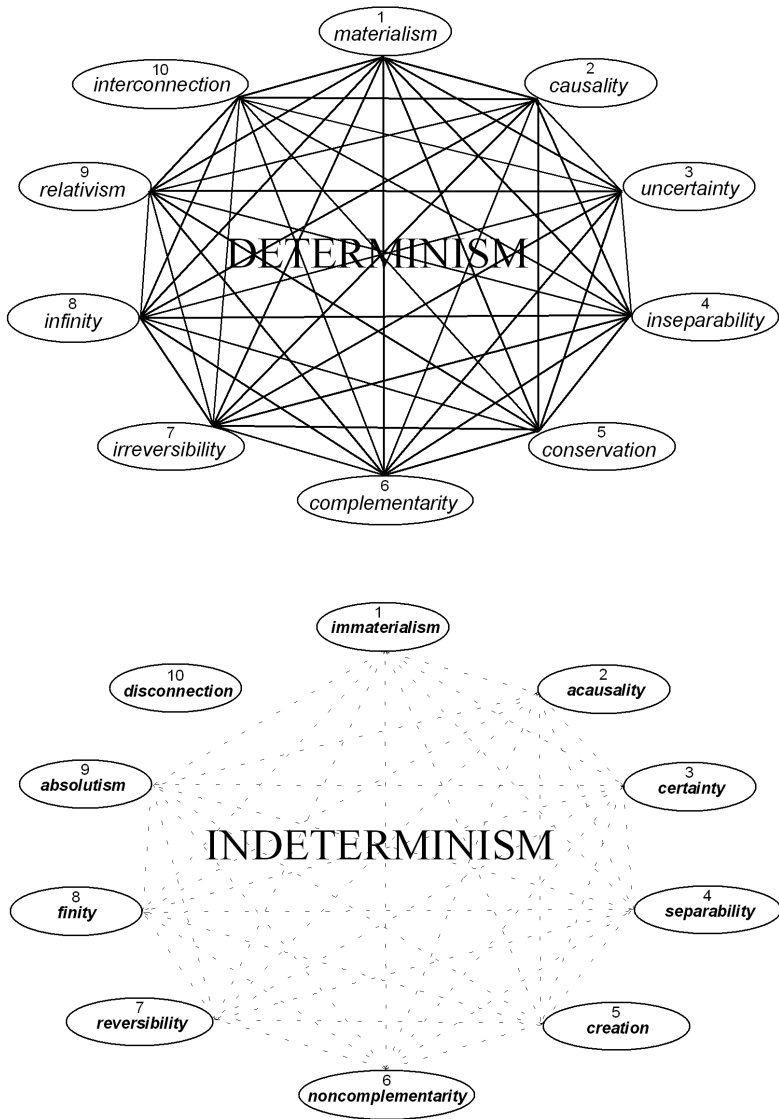 1
materialism
10
interconnection
2
causality
9
relativism
3
uncertainty
DETERMINISM
8
infinity
4
inseparability
7
irreversibility
5
conservation
6
complementarity
1
immaterialism
10
disconnection
2
acausality
9
absolutism
3
certainty
INDETERMINISM
8
finity
4
separability
7
reversibility
5
creation
6
noncomplementarity